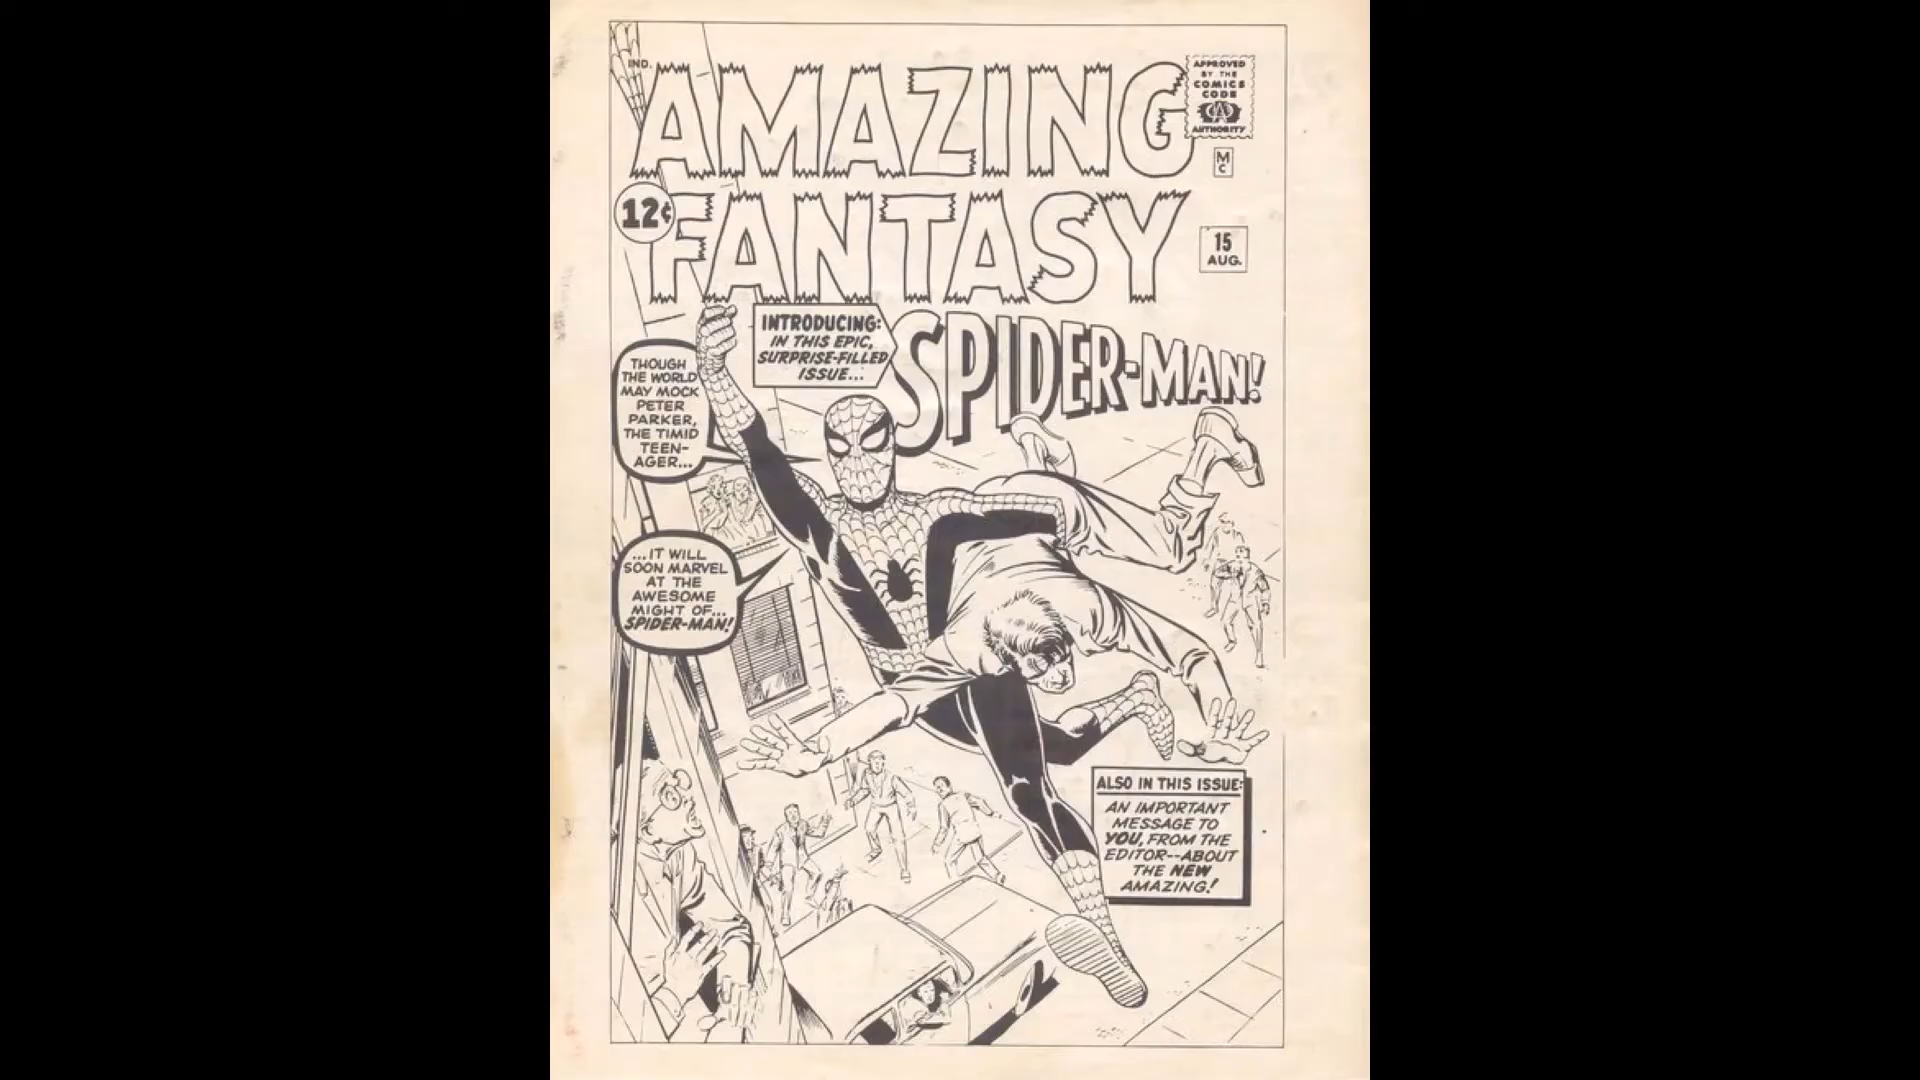 IND.
AMAZING
FANTASY
APPROVED
BY THE
COMICS
CODE
CA
AUTHORITY
M
C
12¢
15
AUG.
INTRODUCING:
IN THIS EPIC,
SURPRISE-FILLED
ISSUE...
SPIDER-MAN!
THOUGH
THE WORLD
MAY MOCK
PETER
PARKER,
THE TIMID
TEEN-
AGER...
...IT WILL
SOON MARVEL
AT THE
AWESOME
MIGHT OF...
SPIDER-MAN!
ALSO IN THIS ISSUE:
AN IMPORTANT
MESSAGE TO
YOU, FROM THE
EDITOR--ABOUT
THE NEW
AMAZING!